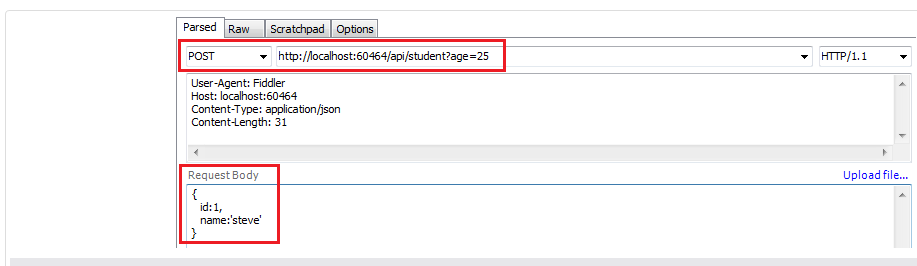 Parsed Raw Scratchpad Options
POST http://localhost:60464/api/student?age=25 HTTP/1.1
User-Agent: Fiddler
Host: localhost:60464
Content-Type: application/json
Content-Length: 31
Request Body Upload file...
{
id:1,
name:'steve'
}